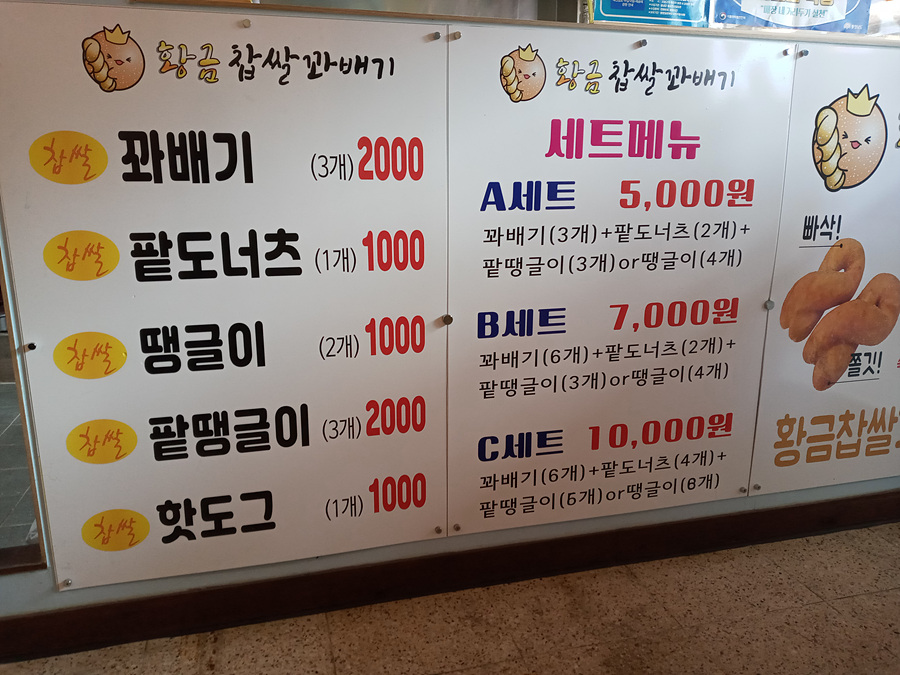 황금 찹쌀꽈배기
찹쌀 꽈배기 (3개) 2000
찹쌀 팥도너츠 (1개) 1000
찹쌀 땡글이 (2개) 1000
찹쌀 팥땡글이 (3개) 2000
찹쌀 핫도그 (1개) 1000
황금 찹쌀꽈배기
세트메뉴
A세트 5,000원
꽈배기(3개)+팥도너츠(2개)+
팥땡글이(3개)or땡글이(4개)
B세트 7,000원
꽈배기(6개)+팥도너츠(2개)+
팥땡글이(3개)or땡글이(4개)
C세트 10,000원
꽈배기(6개)+팥도너츠(4개)+
팥땡글이(5개)or땡글이(6개)
빠삭!
쫄깃!
황금찹쌀